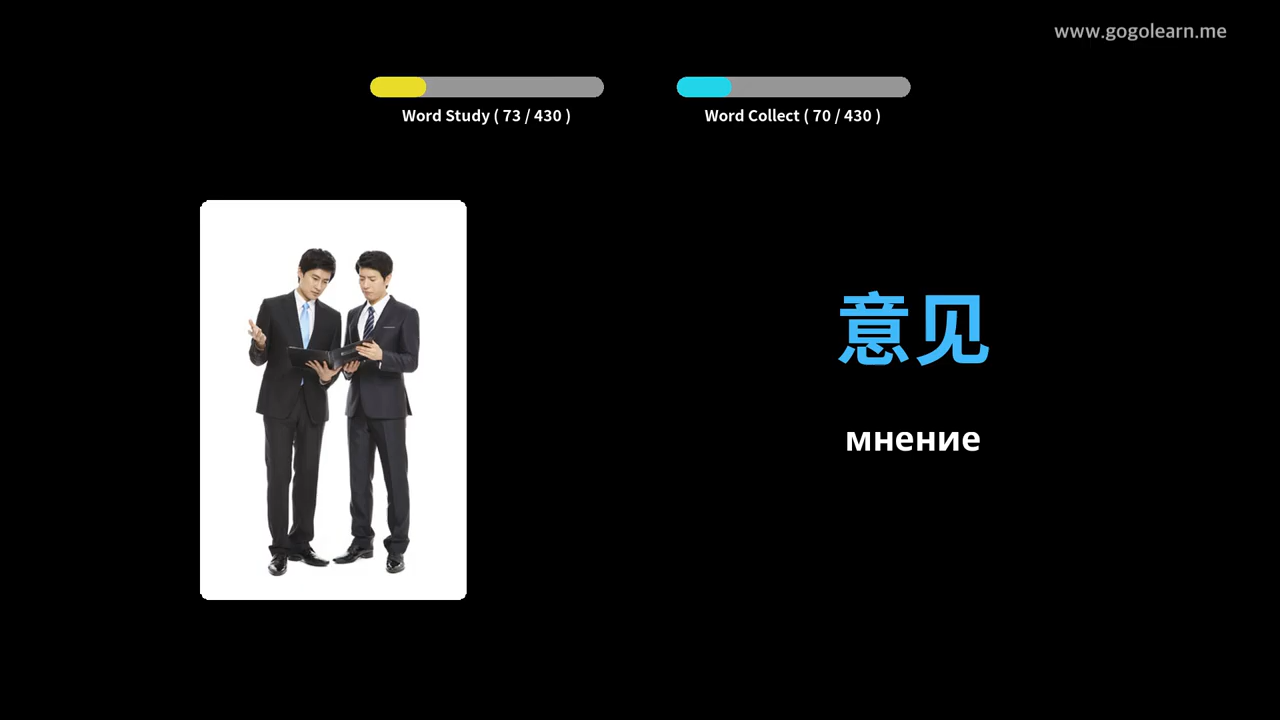 www.gogolearn.me
Word Study ( 73 / 430 )
Word Collect ( 70 / 430 )
意见
мнение